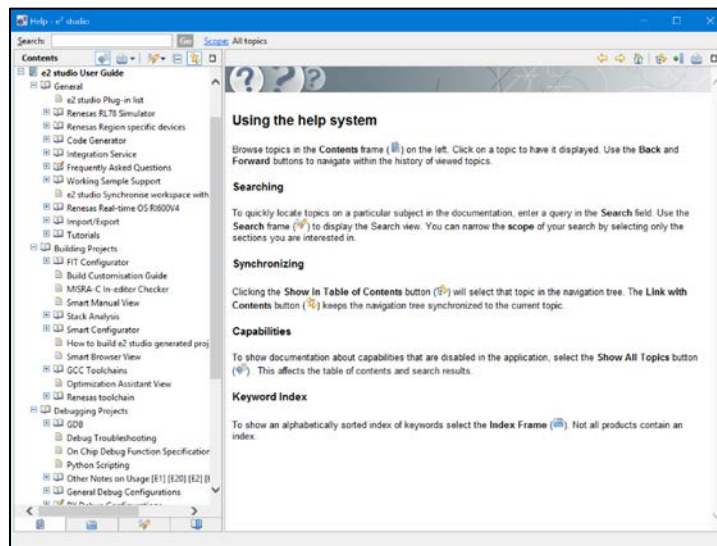 Help - e² studio
Search:
Go
Scope: All topics
Contents
e2 studio User Guide
General
e2 studio Plug-in list
Renesas RL78 Simulator
Renesas Region specific devices
Code Generator
Integration Service
Frequently Asked Questions
Working Sample Support
e2 studio Synchronise workspace with
Renesas Real-time OS RI600V4
Import/Export
Tutorials
Building Projects
FIT Configurator
Build Customisation Guide
MISRA-C In-editor Checker
Smart Manual View
Stack Analysis
Smart Configurator
How to build e2 studio generated proj
Smart Browser View
GCC Toolchains
Optimization Assistant View
Renesas toolchain
Debugging Projects
GDB
Debug Troubleshooting
On Chip Debug Function Specification
Python Scripting
Other Notes on Usage [E1] [E20] [E2] [
General Debug Configurations
Using the help system
Browse topics in the Contents frame ( ) on the left. Click on a topic to have it displayed. Use the Back and
Forward buttons to navigate within the history of viewed topics.
Searching
To quickly locate topics on a particular subject in the documentation, enter a query in the Search field. Use the
Search frame ( ) to display the Search view. You can narrow the scope of your search by selecting only the
sections you are interested in.
Synchronizing
Clicking the Show in Table of Contents button ( ) will select that topic in the navigation tree. The Link with
Contents button ( ) keeps the navigation tree synchronized to the current topic.
Capabilities
To show documentation about capabilities that are disabled in the application, select the Show All Topics button
( ) . This affects the table of contents and search results.
Keyword Index
To show an alphabetically sorted index of keywords select the Index Frame ( ). Not all products contain an
index.